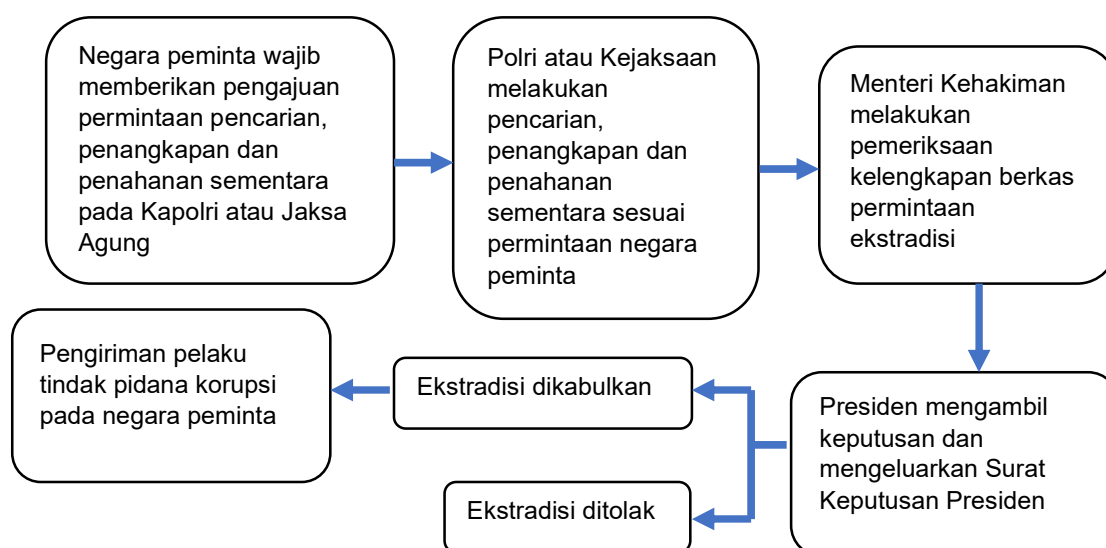 Negara peminta wajib
memberikan pengajuan
permintaan pencarian,
penangkapan dan
penahanan sementara
pada Kapolri atau Jaksa
Agung
Polri atau Kejaksaan
melakukan
pencarian,
penangkapan dan
penahanan
sementara sesuai
permintaan negara
peminta
Menteri Kehakiman
melakukan
pemeriksaan
kelengkapan berkas
permintaan
ekstradisi
Presiden mengambil
keputusan dan
mengeluarkan Surat
Keputusan Presiden
Ekstradisi dikabulkan
Pengiriman pelaku
tindak pidana korupsi
pada negara peminta
Ekstradisi ditolak